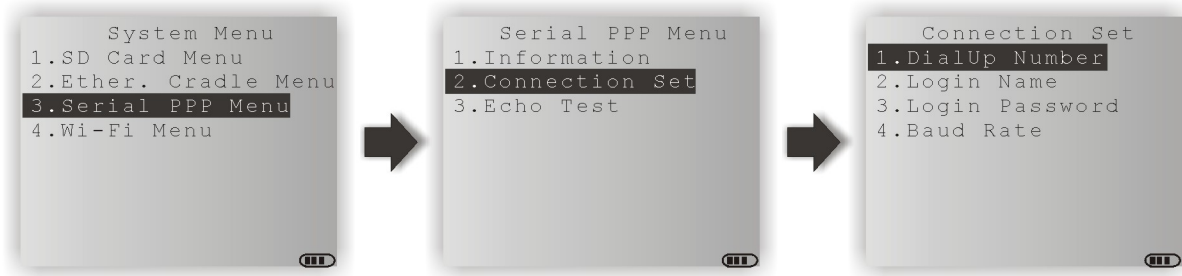 System Menu
1.SD Card Menu
2.Ether. Cradle Menu
3.Serial PPP Menu
4.Wi-Fi Menu
Serial PPP Menu
1.Information
2.Connection Set
3.Echo Test
Connection Set
1.DialUp Number
2.Login Name
3.Login Password
4.Baud Rate